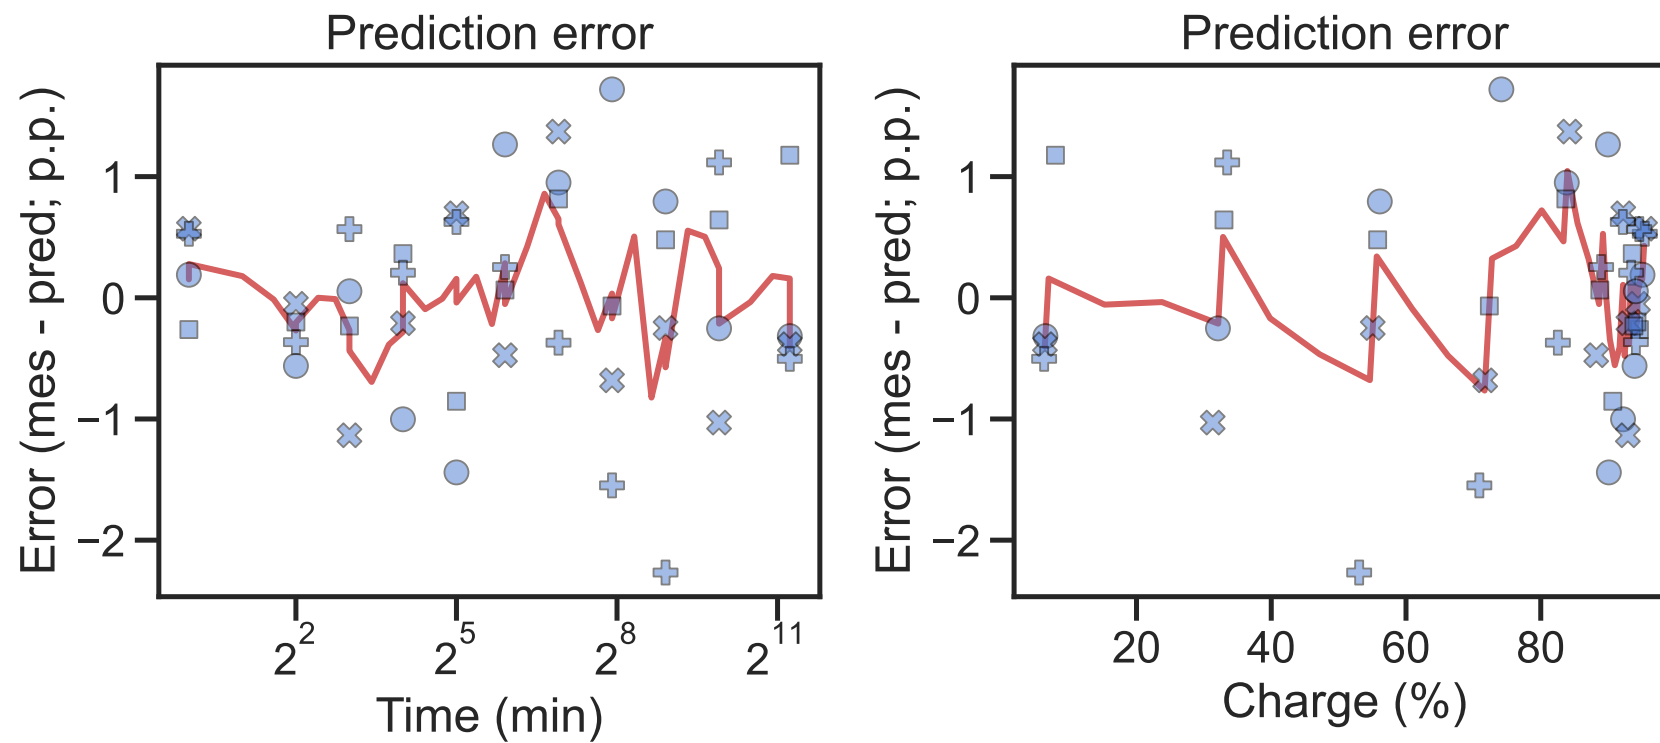 Prediction error
Error (mes - pred; p.p.)
1
0
−1
−2
2^2
2^5
2^8
2^11
Time (min)
Prediction error
Error (mes - pred; p.p.)
1
0
−1
−2
20
40
60
80
Charge (%)